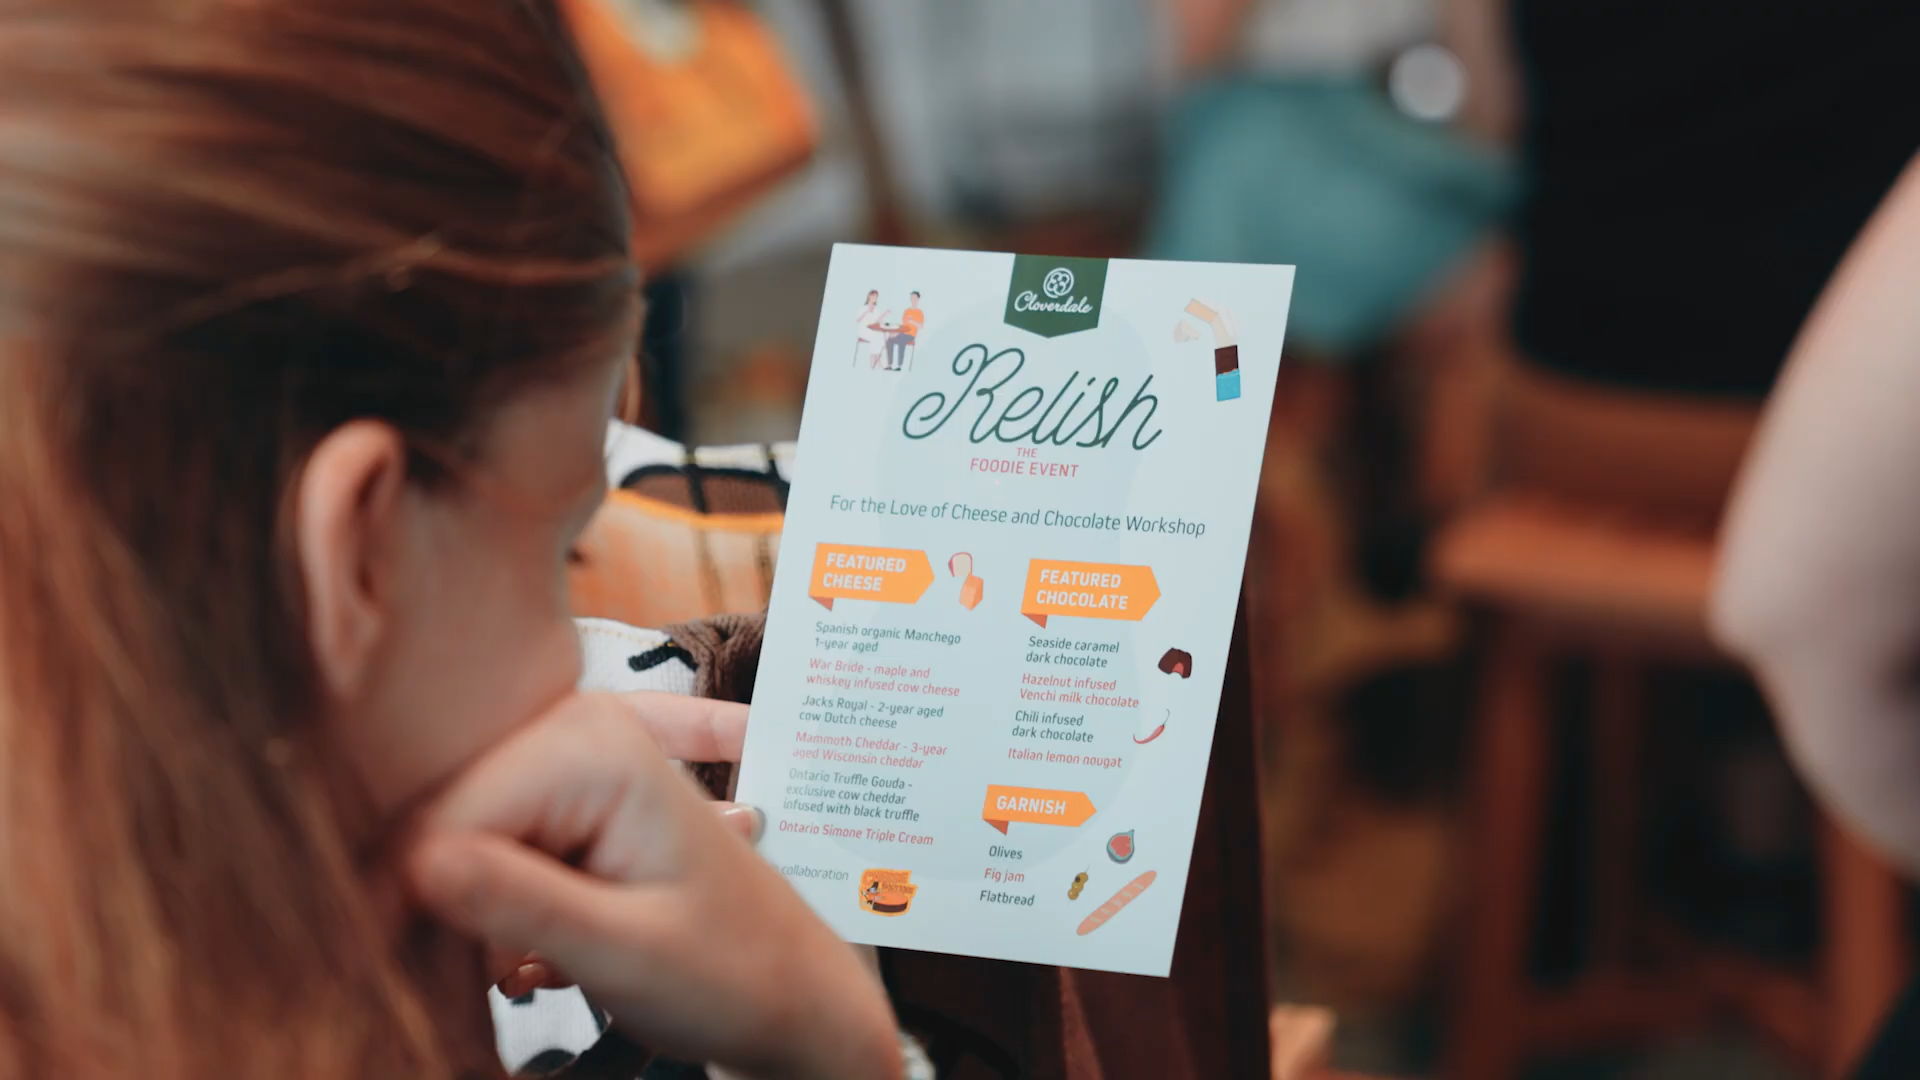 Cloverdale
Relish
THE
FOODIE EVENT
For the Love of Cheese and Chocolate Workshop
FEATURED
CHEESE
Spanish organic Manchego
1-year aged
War Bride - maple and
whiskey infused cow cheese
Jacks Royal - 2-year aged
cow Dutch cheese
Mammoth Cheddar - 3-year
aged Wisconsin cheddar
Ontario Truffle Gouda -
exclusive cow cheddar
infused with black truffle
Ontario Simone Triple Cream
collaboration
FEATURED
CHOCOLATE
Seaside caramel
dark chocolate
Hazelnut infused
Venchi milk chocolate
Chili infused
dark chocolate
Italian lemon nougat
GARNISH
Olives
Fig jam
Flatbread